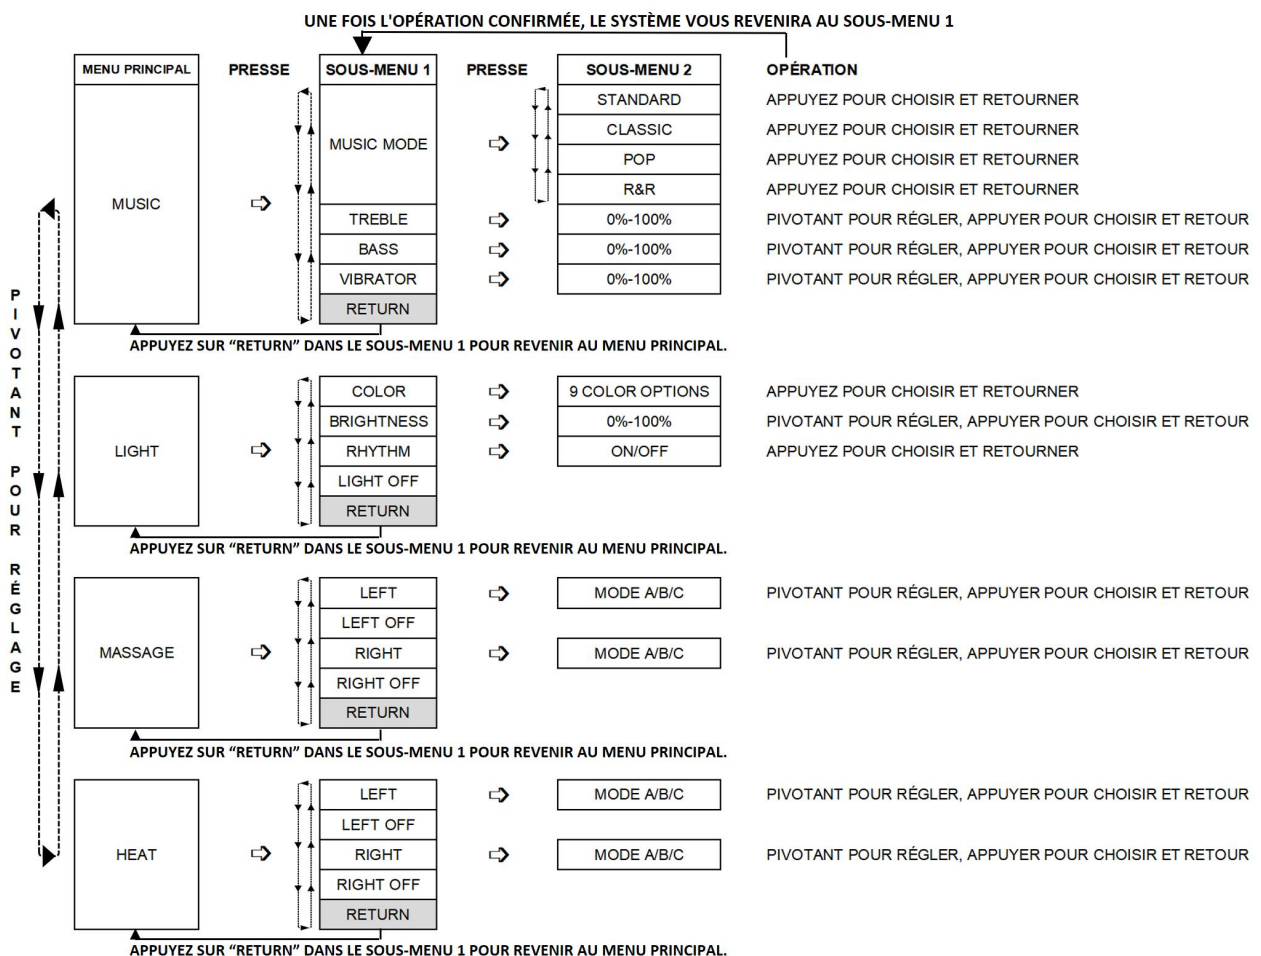 UNE FOIS L'OPÉRATION CONFIRMÉE, LE SYSTÈME VOUS REVENIRA AU SOUS-MENU 1
MENU PRINCIPAL PRESSE SOUS-MENU 1 PRESSE SOUS-MENU 2 OPÉRATION
STANDARD APPUYEZ POUR CHOISIR ET RETOURNER
CLASSIC APPUYEZ POUR CHOISIR ET RETOURNER
MUSIC MODE
POP APPUYEZ POUR CHOISIR ET RETOURNER
R&R APPUYEZ POUR CHOISIR ET RETOURNER
MUSIC
TREBLE 0%-100% PIVOTANT POUR RÉGLER, APPUYER POUR CHOISIR ET RETOUR
BASS 0%-100% PIVOTANT POUR RÉGLER, APPUYER POUR CHOISIR ET RETOUR
VIBRATOR 0%-100% PIVOTANT POUR RÉGLER, APPUYER POUR CHOISIR ET RETOUR
RETURN
APPUYEZ SUR “RETURN” DANS LE SOUS-MENU 1 POUR REVENIR AU MENU PRINCIPAL.
PIVOTANT POUR RÉGLAGE
COLOR 9 COLOR OPTIONS APPUYEZ POUR CHOISIR ET RETOURNER
BRIGHTNESS 0%-100% PIVOTANT POUR RÉGLER, APPUYER POUR CHOISIR ET RETOUR
LIGHT RHYTHM ON/OFF APPUYEZ POUR CHOISIR ET RETOURNER
LIGHT OFF
RETURN
APPUYEZ SUR “RETURN” DANS LE SOUS-MENU 1 POUR REVENIR AU MENU PRINCIPAL.
LEFT MODE A/B/C PIVOTANT POUR RÉGLER, APPUYER POUR CHOISIR ET RETOUR
LEFT OFF
MASSAGE RIGHT MODE A/B/C PIVOTANT POUR RÉGLER, APPUYER POUR CHOISIR ET RETOUR
RIGHT OFF
RETURN
APPUYEZ SUR “RETURN” DANS LE SOUS-MENU 1 POUR REVENIR AU MENU PRINCIPAL.
LEFT MODE A/B/C PIVOTANT POUR RÉGLER, APPUYER POUR CHOISIR ET RETOUR
LEFT OFF
HEAT RIGHT MODE A/B/C PIVOTANT POUR RÉGLER, APPUYER POUR CHOISIR ET RETOUR
RIGHT OFF
RETURN
APPUYEZ SUR “RETURN” DANS LE SOUS-MENU 1 POUR REVENIR AU MENU PRINCIPAL.